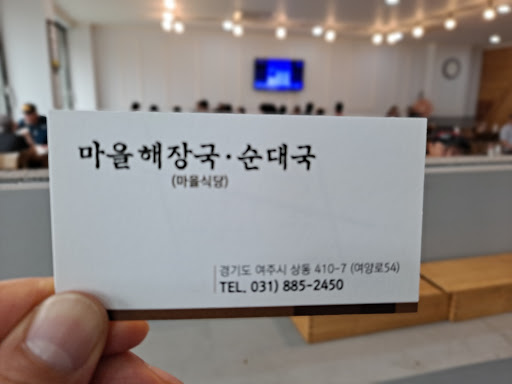 마을해장국·순대국
(마을식당)
경기도 여주시 상동 410-7 (여양로54)
TEL. 031) 885-2450